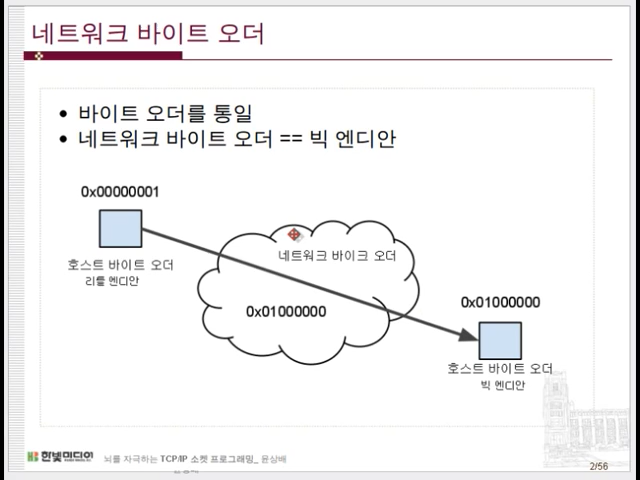 네트워크 바이트 오더
• 바이트 오더를 통일
• 네트워크 바이트 오더 == 빅 엔디안
0x00000001
호스트 바이트 오더
리틀 엔디안
네트워크 바이크 오더
0x01000000
0x01000000
호스트 바이트 오더
빅 엔디안
한빛미디어
뇌를 자극하는 TCP/IP 소켓 프로그래밍_ 윤상배
2/56